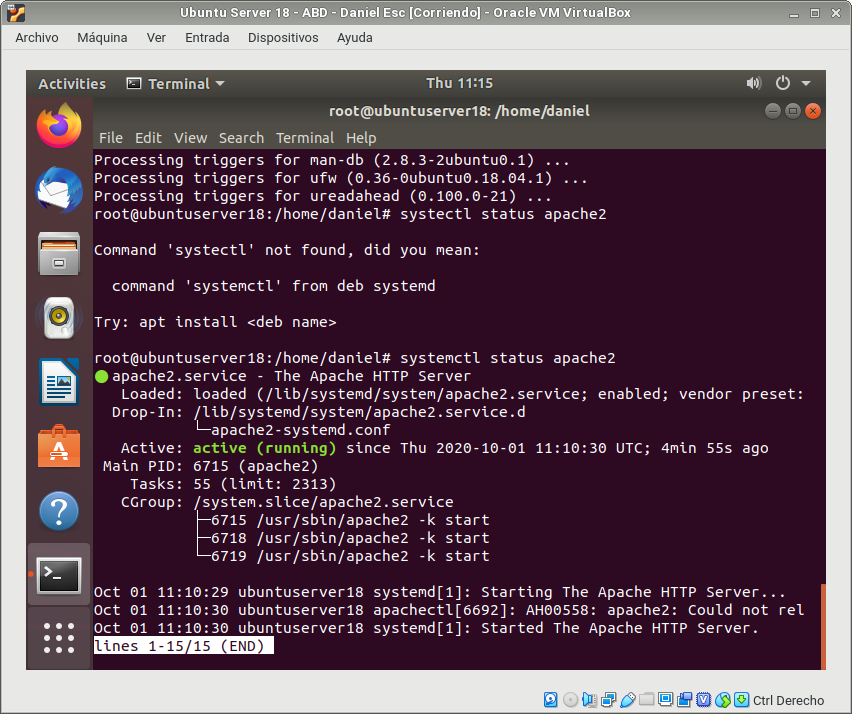 Ubuntu Server 18 - ABD - Daniel Esc [Corriendo] - Oracle VM VirtualBox
Archivo Máquina Ver Entrada Dispositivos Ayuda
Activities Terminal Thu 11:15
root@ubuntuserver18: /home/daniel
File Edit View Search Terminal Help
Processing triggers for man-db (2.8.3-2ubuntu0.1) ...
Processing triggers for ufw (0.36-0ubuntu0.18.04.1) ...
Processing triggers for ureadahead (0.100.0-21) ...
root@ubuntuserver18:/home/daniel# systectl status apache2

Command 'systectl' not found, did you mean:

  command 'systemctl' from deb systemd

Try: apt install <deb name>

root@ubuntuserver18:/home/daniel# systemctl status apache2
● apache2.service - The Apache HTTP Server
   Loaded: loaded (/lib/systemd/system/apache2.service; enabled; vendor preset:
  Drop-In: /lib/systemd/system/apache2.service.d
           └─apache2-systemd.conf
   Active: active (running) since Thu 2020-10-01 11:10:30 UTC; 4min 55s ago
 Main PID: 6715 (apache2)
    Tasks: 55 (limit: 2313)
   CGroup: /system.slice/apache2.service
           ├─6715 /usr/sbin/apache2 -k start
           ├─6718 /usr/sbin/apache2 -k start
           └─6719 /usr/sbin/apache2 -k start

Oct 01 11:10:29 ubuntuserver18 systemd[1]: Starting The Apache HTTP Server...
Oct 01 11:10:30 ubuntuserver18 apachectl[6692]: AH00558: apache2: Could not rel
Oct 01 11:10:30 ubuntuserver18 systemd[1]: Started The Apache HTTP Server.
lines 1-15/15 (END)
Ctrl Derecho